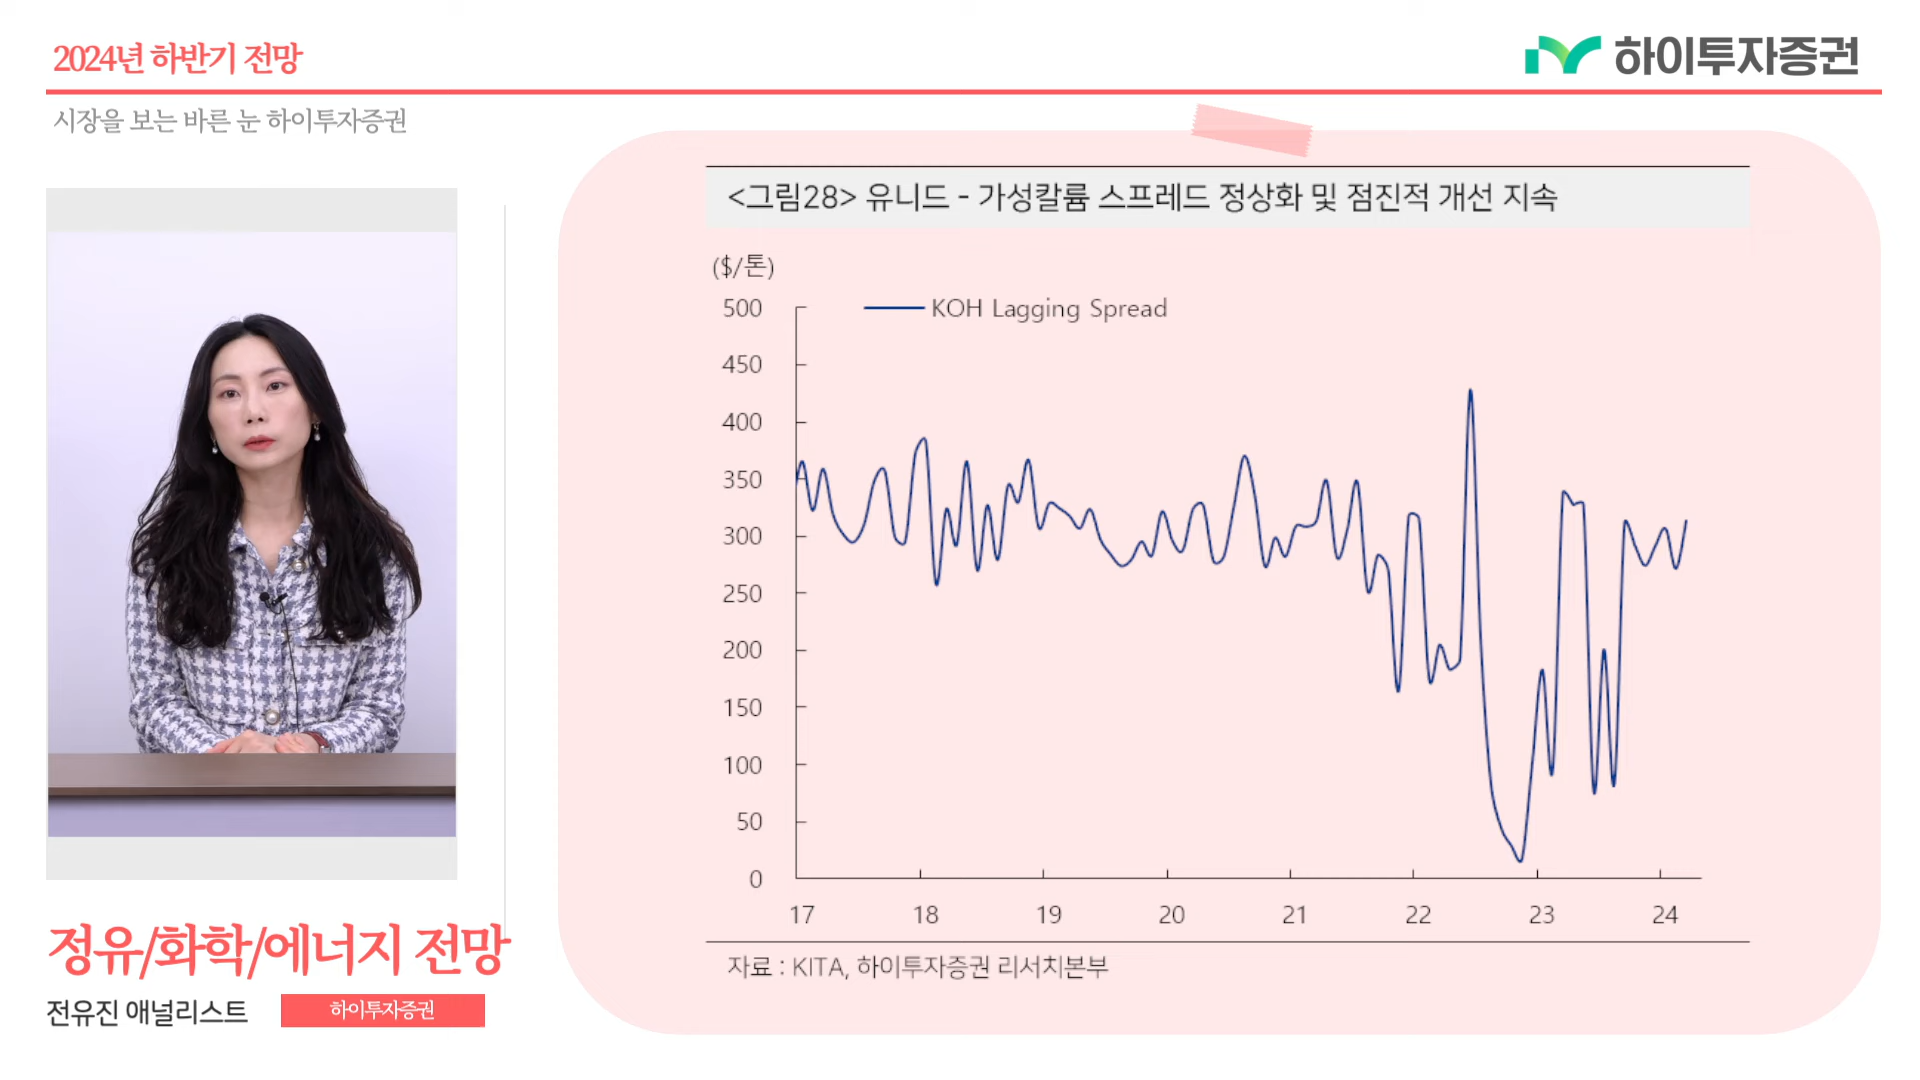 2024년 하반기 전망
하이투자증권
시장을 보는 바른 눈 하이투자증권
<그림28> 유니드 - 가성칼륨 스프레드 정상화 및 점진적 개선 지속
($/톤)
KOH Lagging Spread
500
450
400
350
300
250
200
150
100
50
0
17 18 19 20 21 22 23 24
자료 : KITA, 하이투자증권 리서치본부
정유/화학/에너지 전망
전유진 애널리스트
하이투자증권